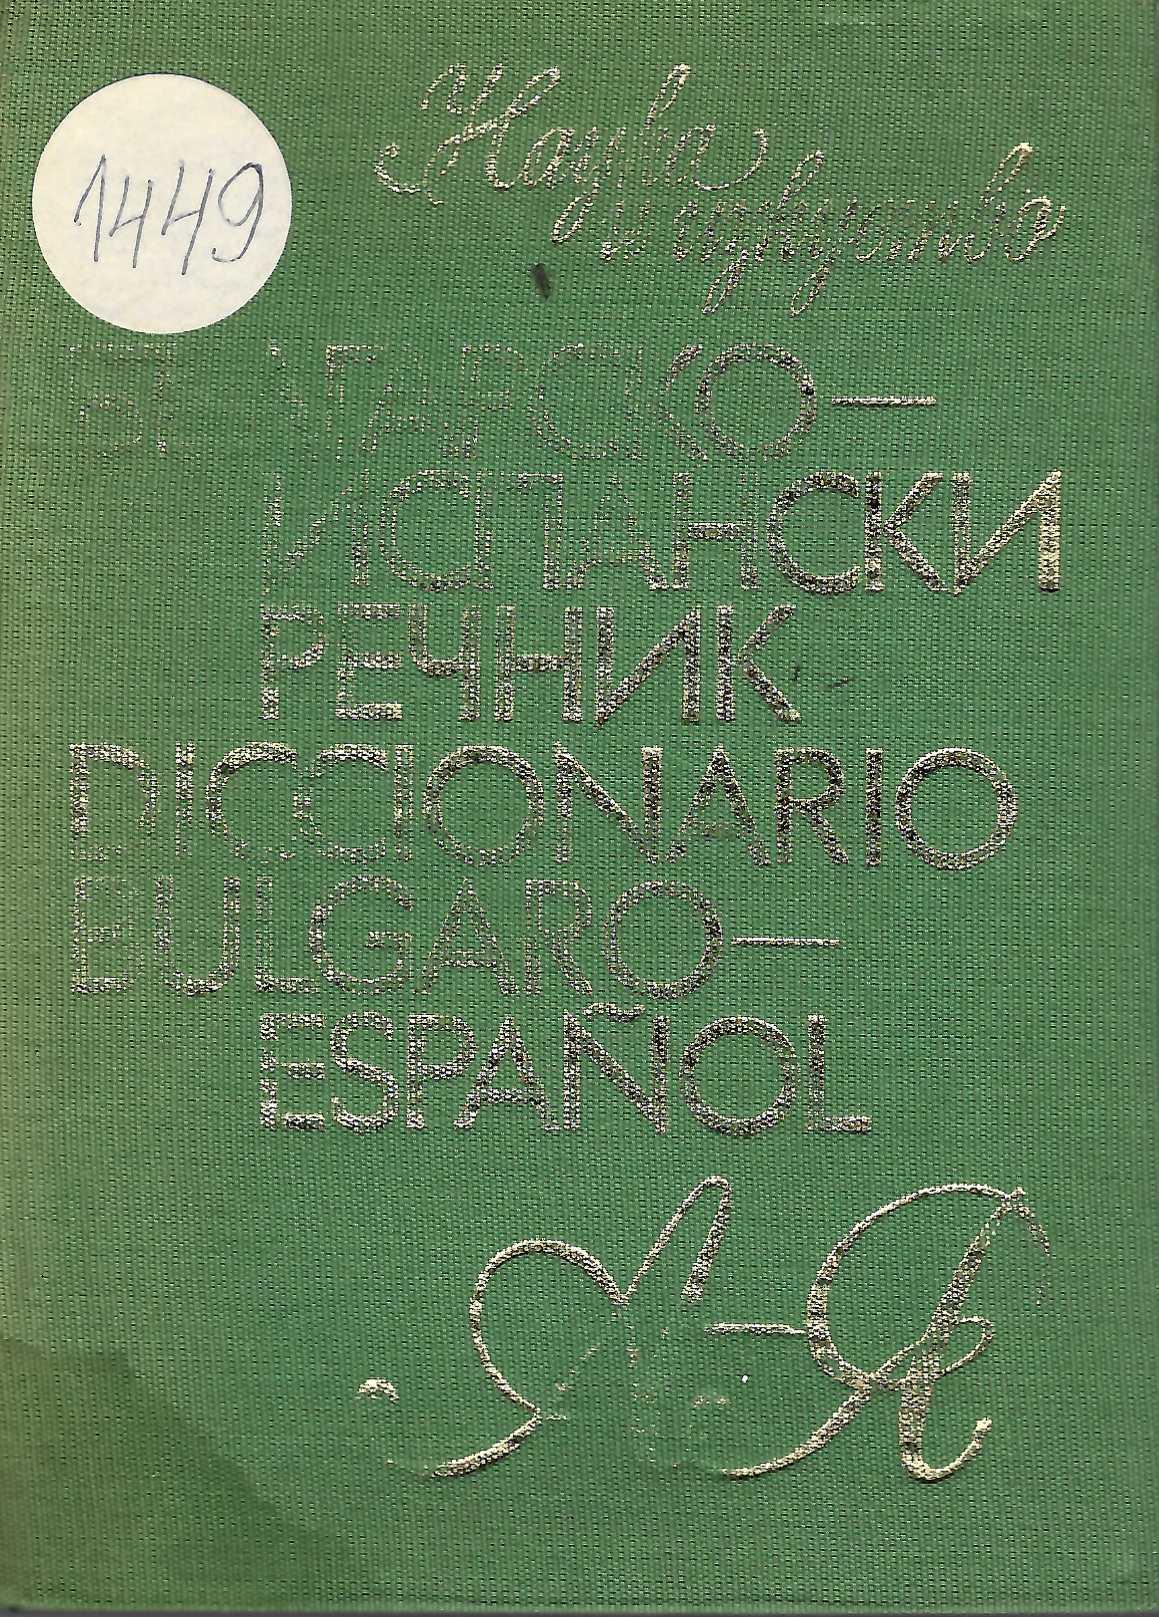 1449
Наука
и изкуство
БЪЛГАРСКО–
ИСПАНСКИ
РЕЧНИК
DICCIONARIO
BULGARO–
ESPAÑOL
А–Я